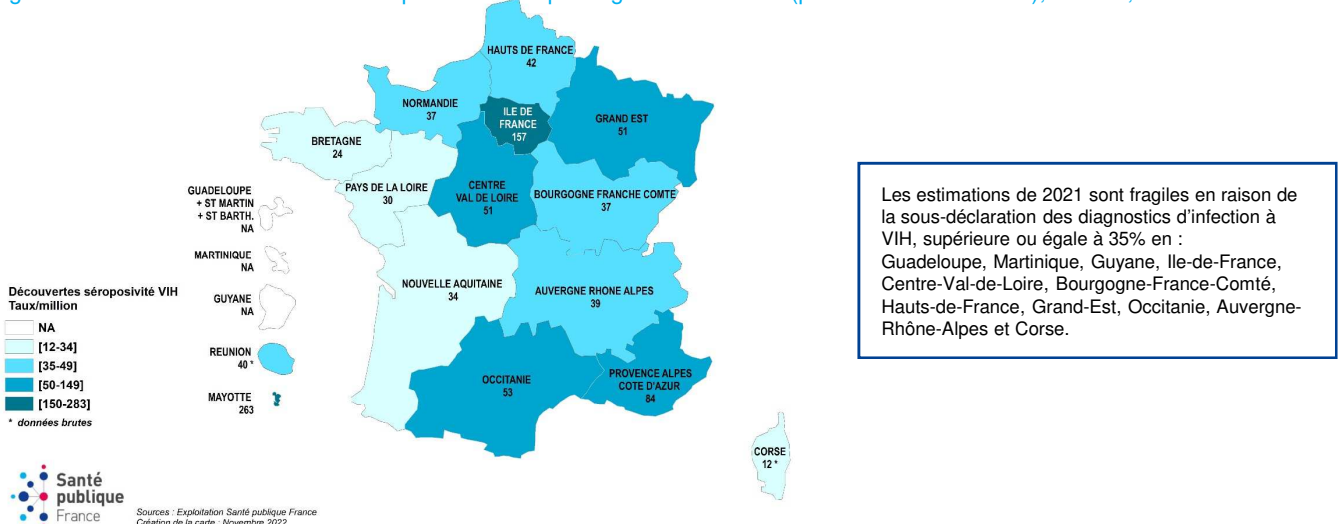 HAUTS DE FRANCE
42
NORMANDIE
37
ILE DE
FRANCE
157
GRAND EST
51
BRETAGNE
24
PAYS DE LA LOIRE
30
CENTRE
VAL DE LOIRE
51
BOURGOGNE FRANCHE COMTE
37
GUADELOUPE
+ ST MARTIN
+ ST BARTH.
NA
MARTINIQUE
NA
GUYANE
NA
REUNION
40 *
MAYOTTE
263
NOUVELLE AQUITAINE
34
AUVERGNE RHONE ALPES
39
OCCITANIE
53
PROVENCE ALPES
COTE D'AZUR
84
CORSE
12 *
Découvertes séropositivité VIH
Taux/million
NA
[12-34]
[35-49]
[50-149]
[150-283]
* données brutes
Santé
publique
France
Sources : Exploitation Santé publique France
Création de la carte : Novembre 2022
Les estimations de 2021 sont fragiles en raison de
la sous-déclaration des diagnostics d'infection à
VIH, supérieure ou égale à 35% en :
Guadeloupe, Martinique, Guyane, Ile-de-France,
Centre-Val-de-Loire, Bourgogne-France-Comté,
Hauts-de-France, Grand-Est, Occitanie, Auvergne-
Rhône-Alpes et Corse.